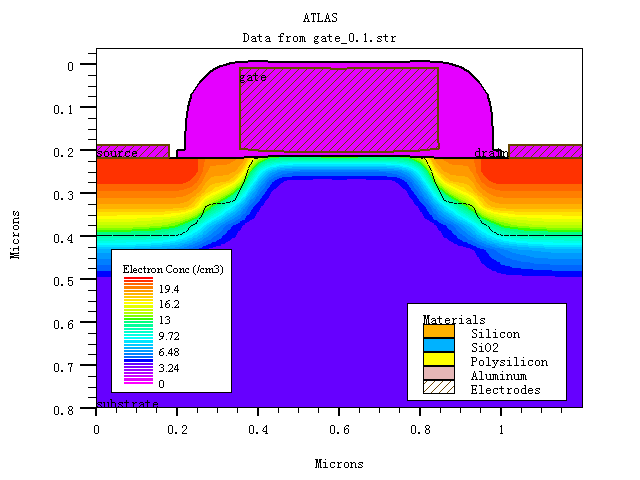 ATLAS
Data from gate_0.1.str
0
0.1
0.2
0.3
0.4
0.5
0.6
0.7
0.8
Microns
gate
source
drain
substrate
Electron Conc (/cm3)
19.4
16.2
13
9.72
6.48
3.24
0
Materials
Silicon
SiO2
Polysilicon
Aluminum
Electrodes
0
0.2
0.4
0.6
0.8
1
Microns